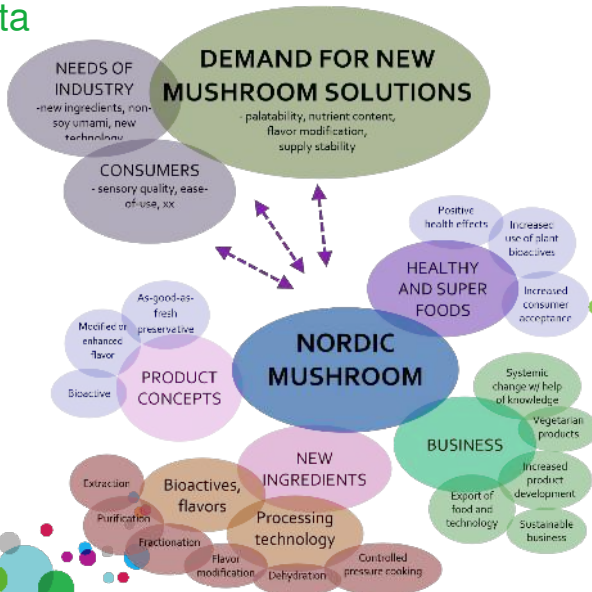 ta
NEEDS OF
INDUSTRY
-new ingredients, non-
soy umami, new
technology
DEMAND FOR NEW
MUSHROOM SOLUTIONS
- palatability, nutrient content,
flavor modification,
supply stability
CONSUMERS
- sensory quality, ease-
of-use, xx
Positive
health effects
Increased
use of plant
bioactives
HEALTHY
AND SUPER
FOODS
Increased
consumer
acceptance
As-good-as-
fresh
preservative
Modified or
enhanced
flavor
Bioactive
PRODUCT
CONCEPTS
NORDIC
MUSHROOM
Systemic
change w/ help
of knowledge
Vegetarian
products
BUSINESS
Increased
product
development
Export of
food and
technology
Sustainable
business
NEW
INGREDIENTS
Bioactives,
flavors
Processing
technology
Extraction
Purification
Fractionation
Flavor
modification
Dehydration
Controlled
pressure cooking